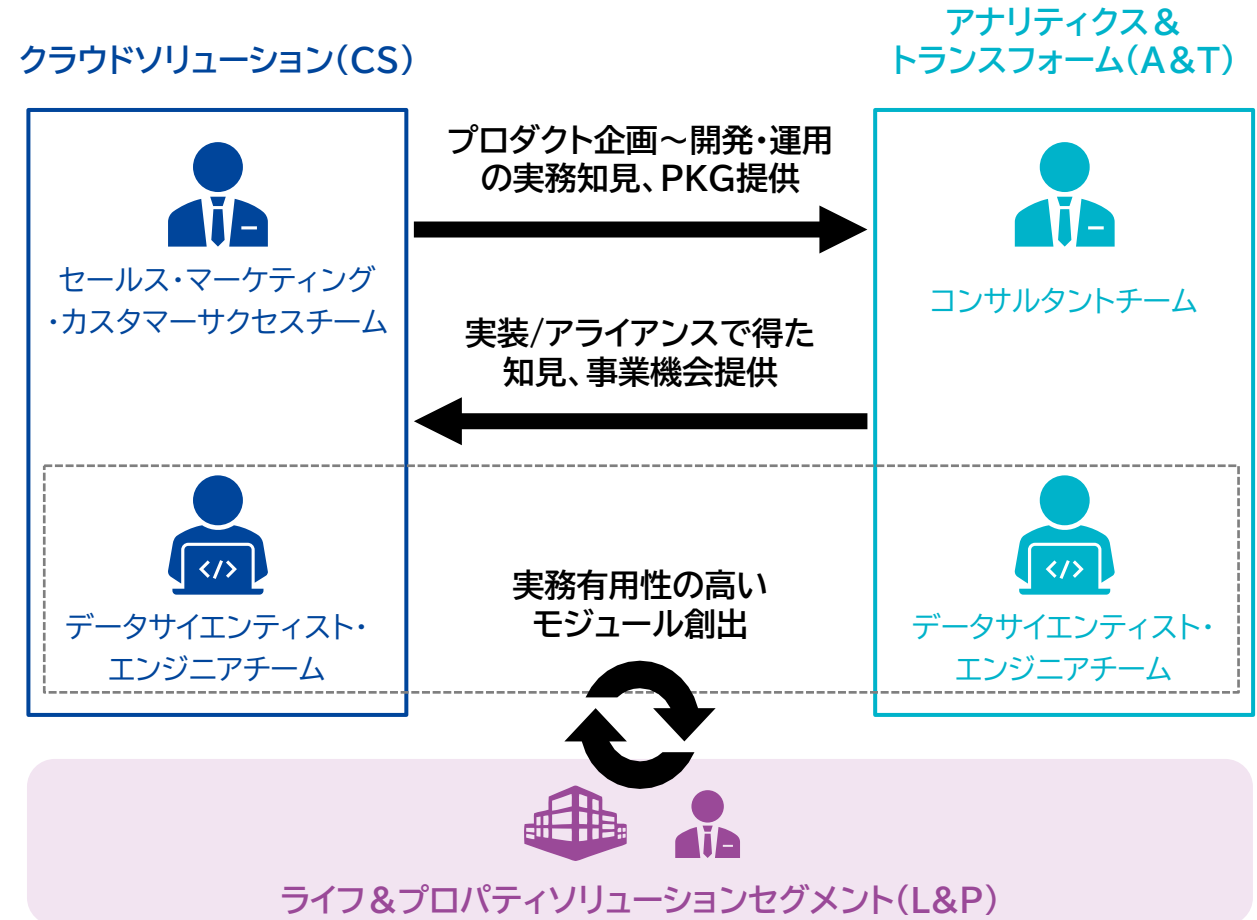 クラウドソリューション(CS)
アナリティクス&
トランスフォーム(A&T)
プロダクト企画～開発・運用
の実務知見、PKG提供
セールス・マーケティング
・カスタマーサクセスチーム
コンサルタントチーム
実装/アライアンスで得た
知見、事業機会提供
</>
</>
データサイエンティスト・
エンジニアチーム
実務有用性の高い
モジュール創出
データサイエンティスト・
エンジニアチーム
ライフ&プロパティソリューションセグメント(L&P)